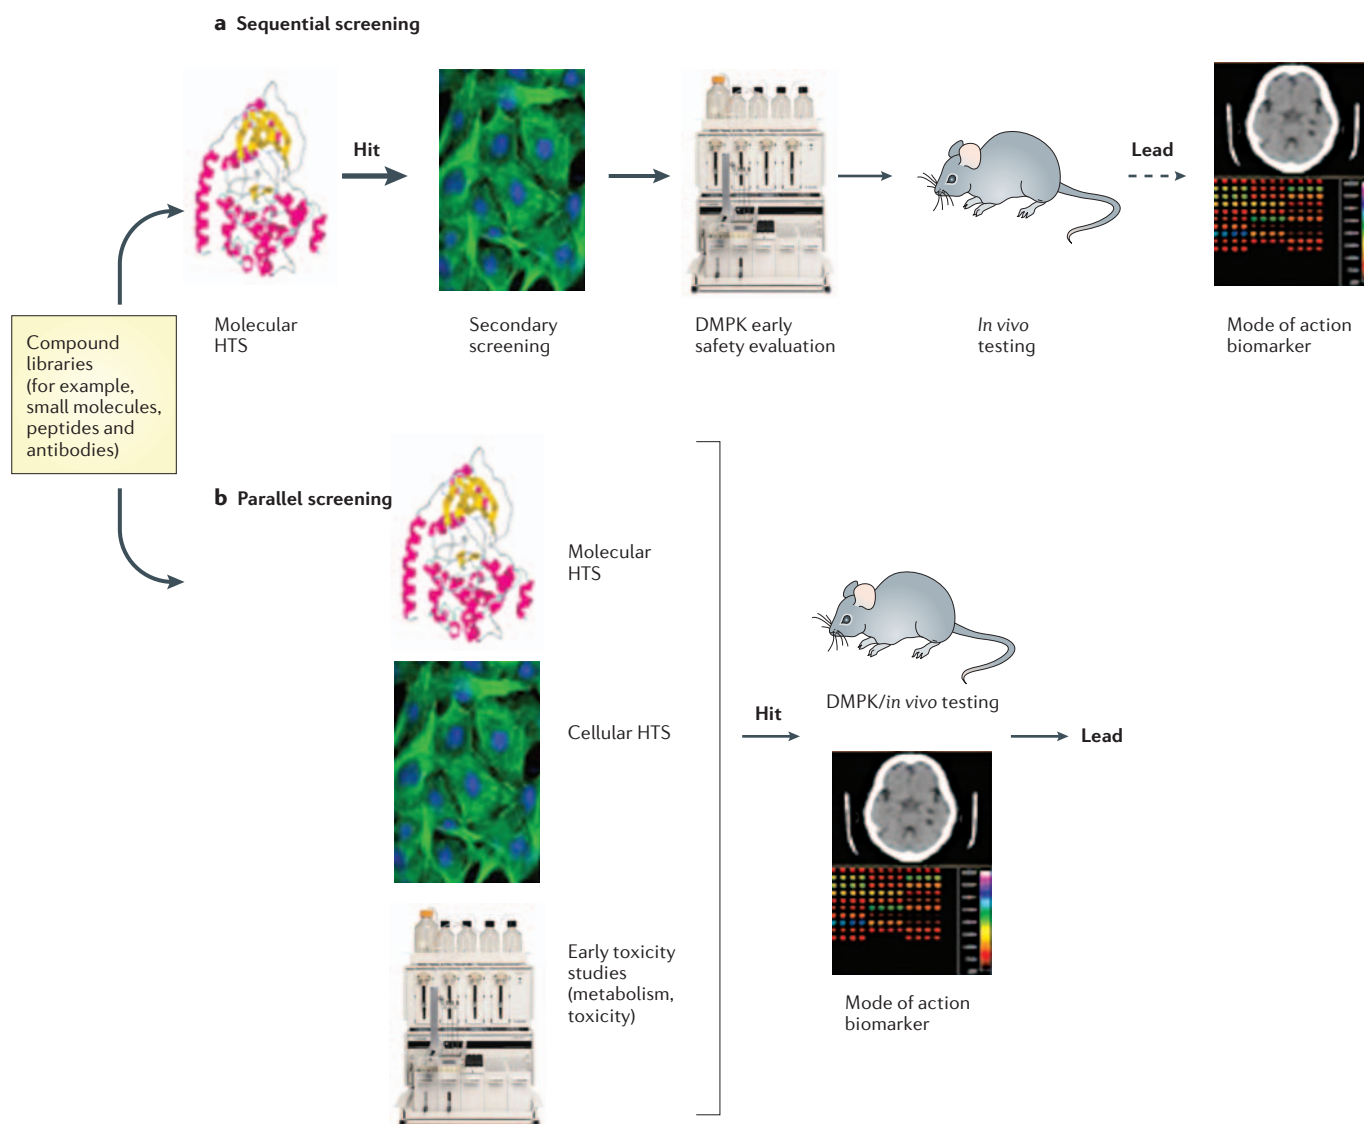 a Sequential screening
Hit
Lead
Molecular
HTS
Secondary
screening
DMPK early
safety evaluation
In vivo
testing
Mode of action
biomarker
Compound
libraries
(for example,
small molecules,
peptides and
antibodies)
b Parallel screening
Molecular
HTS
Cellular HTS
Early toxicity
studies
(metabolism,
toxicity)
Hit
DMPK/in vivo testing
Lead
Mode of action
biomarker